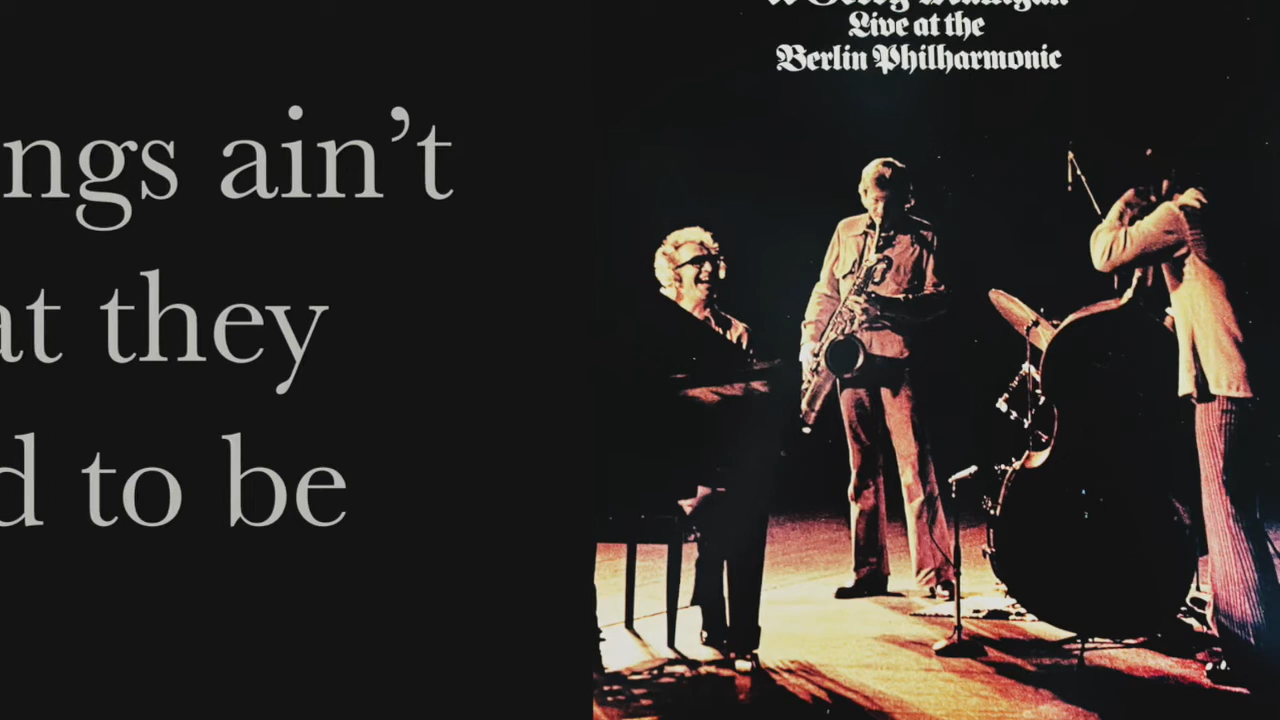 ngs ain’t
at they
d to be
Live at the
Berlin Philharmonic